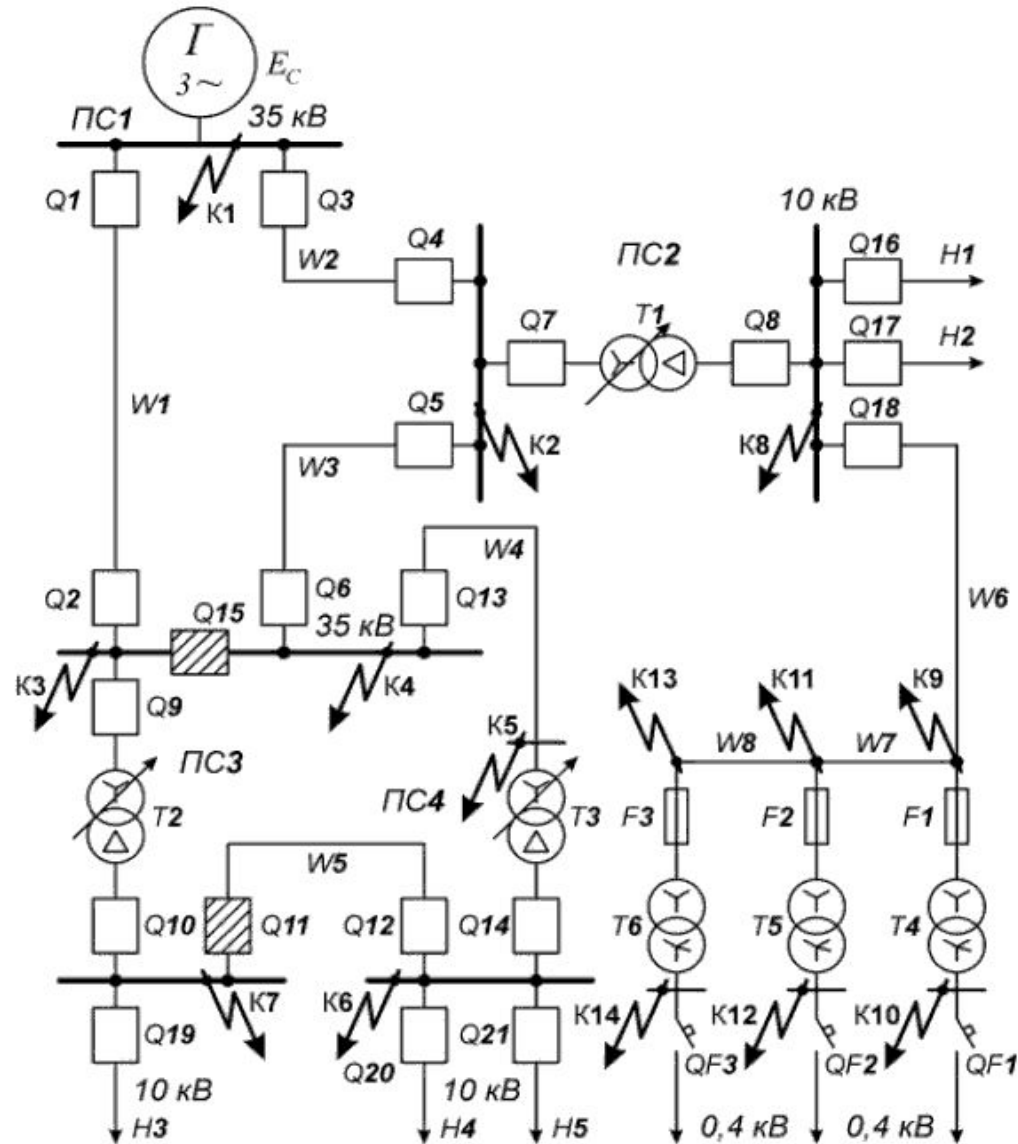 Г
3~
E_C
ПС1
35 кВ
Q1
К1
Q3
10 кВ
Q4
ПС2
Q16
H1
W2
Q7
T1
Q8
Q17
H2
W1
Q5
Q18
W3
К2
К8
W4
Q2
Q15
Q6
Q13
W6
35 кВ
К3
К4
К13
К11
К9
Q9
К5
W8
W7
ПС3
ПС4
T2
T3
F3
F2
F1
W5
Q10
Q11
Q12
Q14
T6
T5
T4
К7
К6
К14
К12
К10
Q19
Q21
Q20
QF3
QF2
QF1
10 кВ
10 кВ
H3
H4
H5
0,4 кВ
0,4 кВ